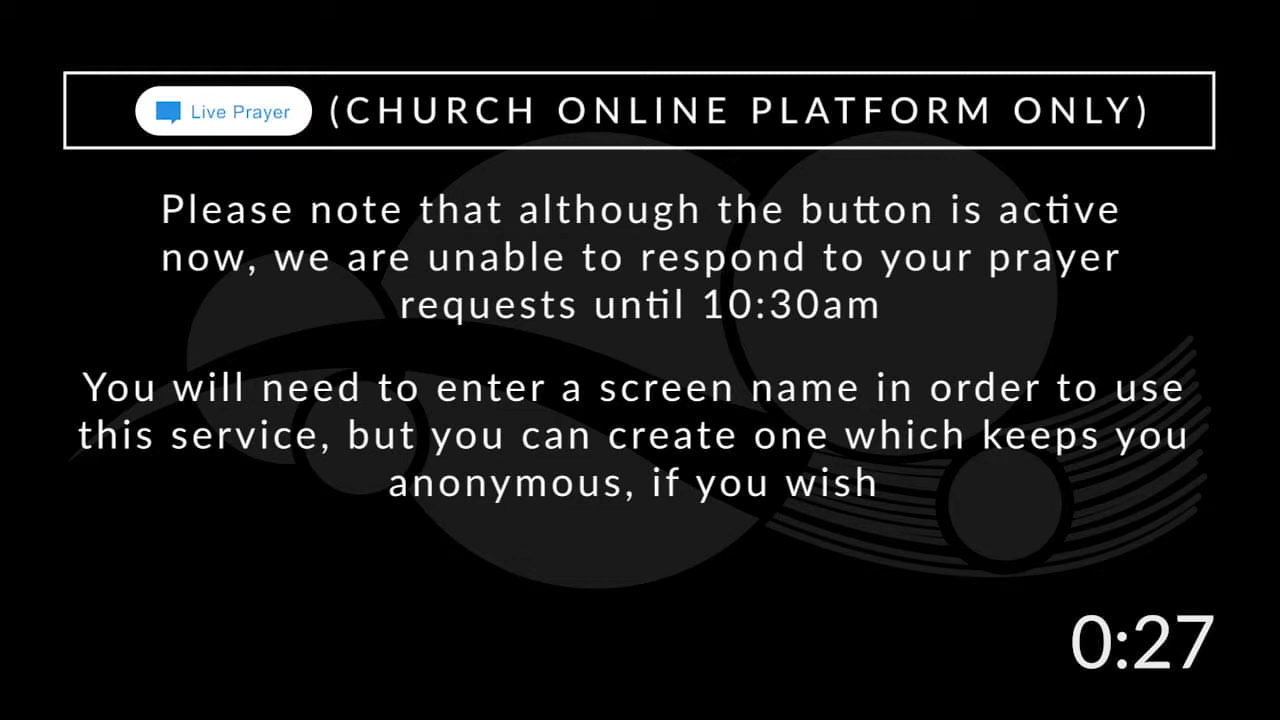 Live Prayer (CHURCH ONLINE PLATFORM ONLY)
Please note that although the button is active
now, we are unable to respond to your prayer
requests until 10:30am
You will need to enter a screen name in order to use
this service, but you can create one which keeps you
anonymous, if you wish
0:27